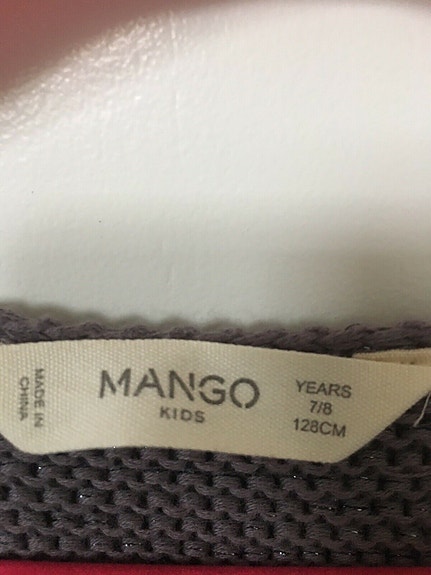 MADE IN
CHINA
MANGO
KIDS
YEARS
7/8
128CM